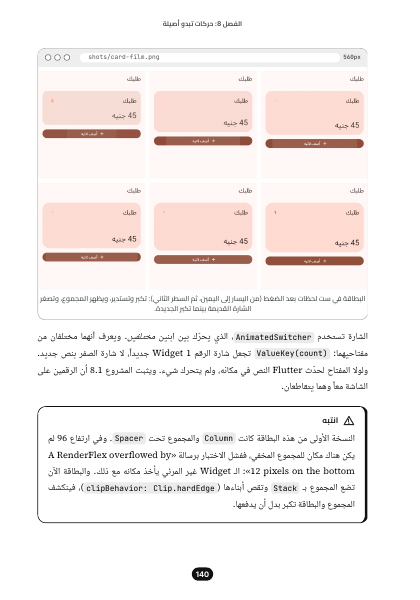 الفصل 8: حركات تبدو أصيلة
shots/card-film.png
560px
طلبك
طلبك
طلبك
طلبك
طلبك
طلبك
45 جنيه
45 جنيه
45 جنيه
طلبك
طلبك
طلبك
طلبك
طلبك
طلبك
١
45 جنيه
45 جنيه
45 جنيه
البطاقة في ست لحظات بعد الضغط (من اليسار إلى اليمين، ثم السطر الثاني): تكبر وتستدير، ويظهر المجموع، وتصغر
الشارة القديمة بينما تكبر الجديدة.
الشارة تستخدم AnimatedSwitcher، الذي يحرّك بين ابنين مختلفين. ويعرف أنهما مختلفان من
مفتاحيهما: ValueKey(count) تجعل شارة الرقم 1 Widget جديداً، لا شارة الصفر بنص جديد.
ولولا المفتاح لحدّث Flutter النص في مكانه، ولم يتحرك شيء. ويثبت المشروع 8.1 أن الرقمين على
الشاشة معاً وهما يتقاطعان.
انتبه
النسخة الأولى من هذه البطاقة كانت Column والمجموع تحت Spacer. وفي ارتفاع 96 لم
يكن هناك مكان للمجموع المخفي، ففشل الاختبار برسالة «A RenderFlex overflowed by
12 pixels on the bottom»: الـ Widget غير المرئي يأخذ مكانه مع ذلك. والبطاقة الآن
تضع المجموع بـ Stack وتقص أبناءها (clipBehavior: Clip.hardEdge)، فينكشف
المجموع والبطاقة تكبر بدل أن يدفعها.
140